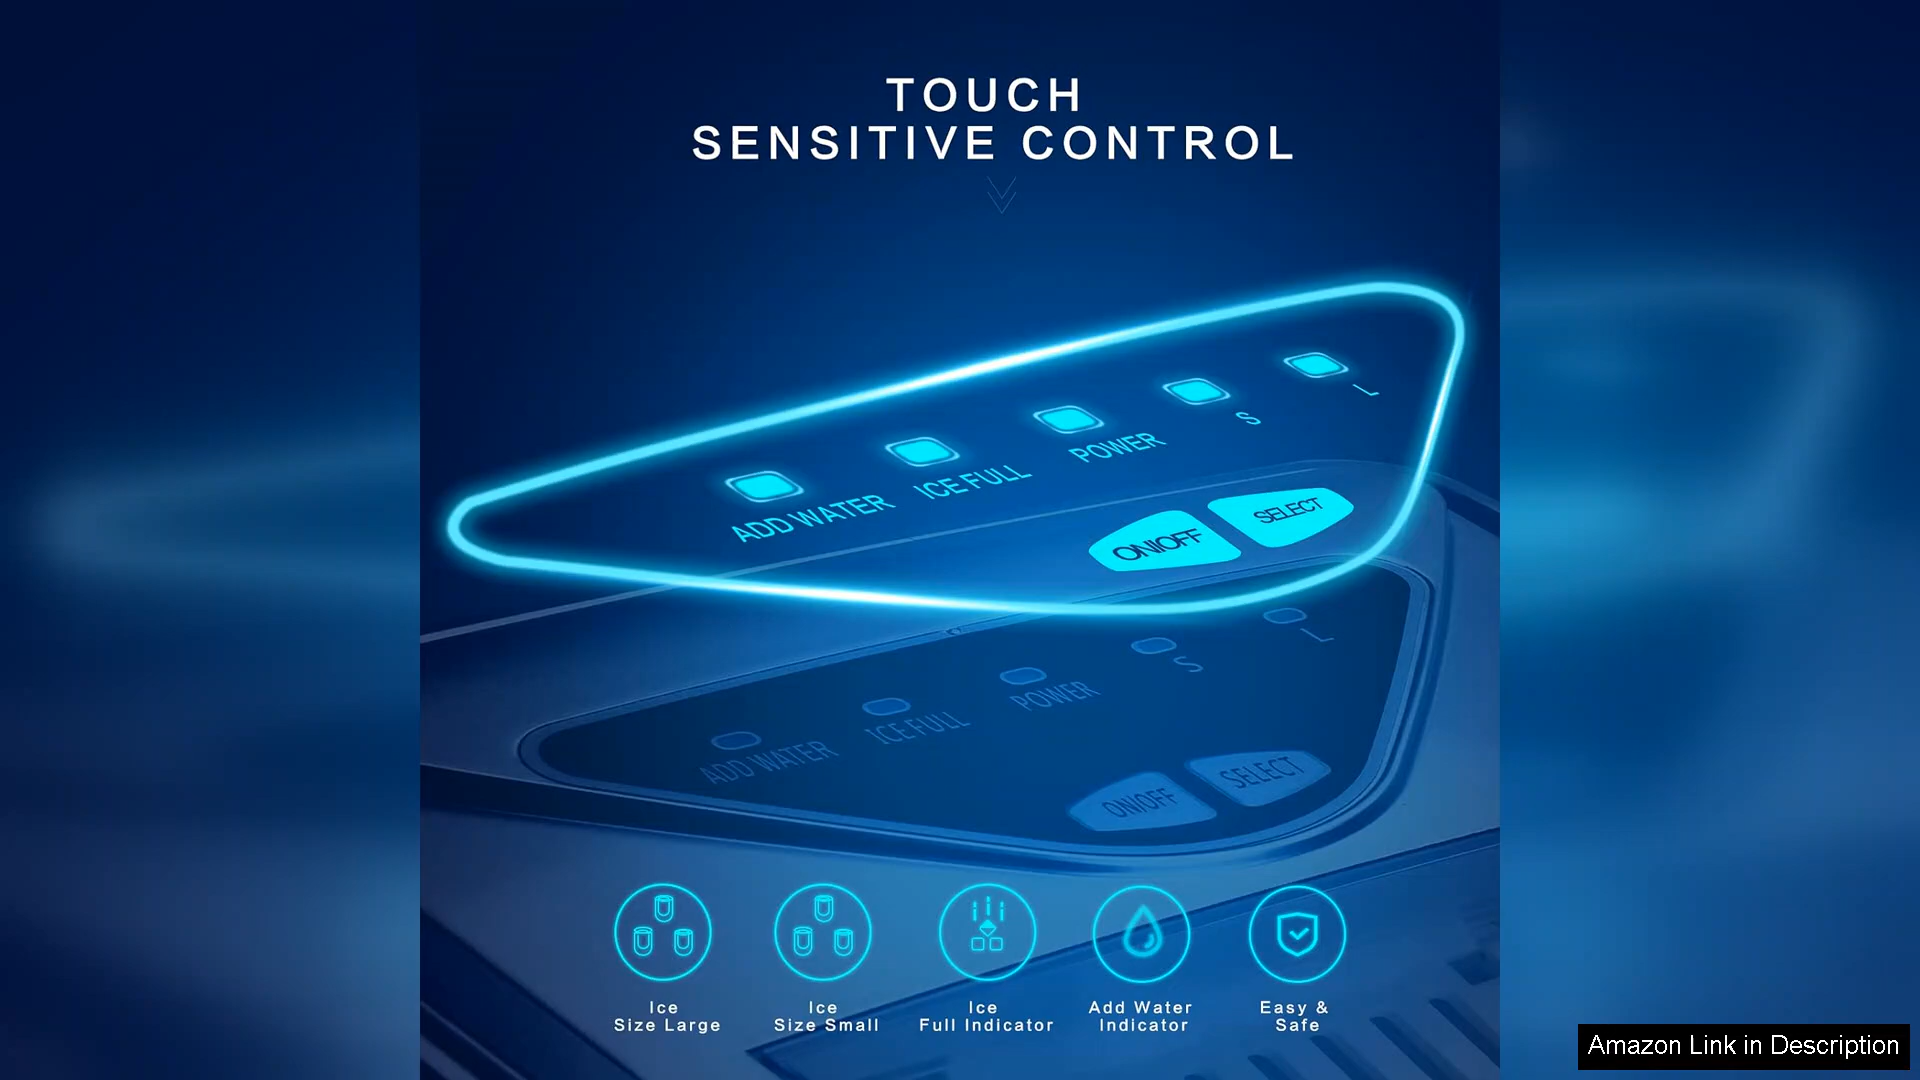 TOUCH
SENSITIVE CONTROL
ADD WATER
ICE FULL
POWER
S
L
ON/OFF
SELECT
ADD WATER
ICE FULL
POWER
S
L
ON/OFF
SELECT
Ice
Size Large
Ice
Size Small
Ice
Full Indicator
Add Water
Indicator
Easy &
Safe
Amazon Link in Description